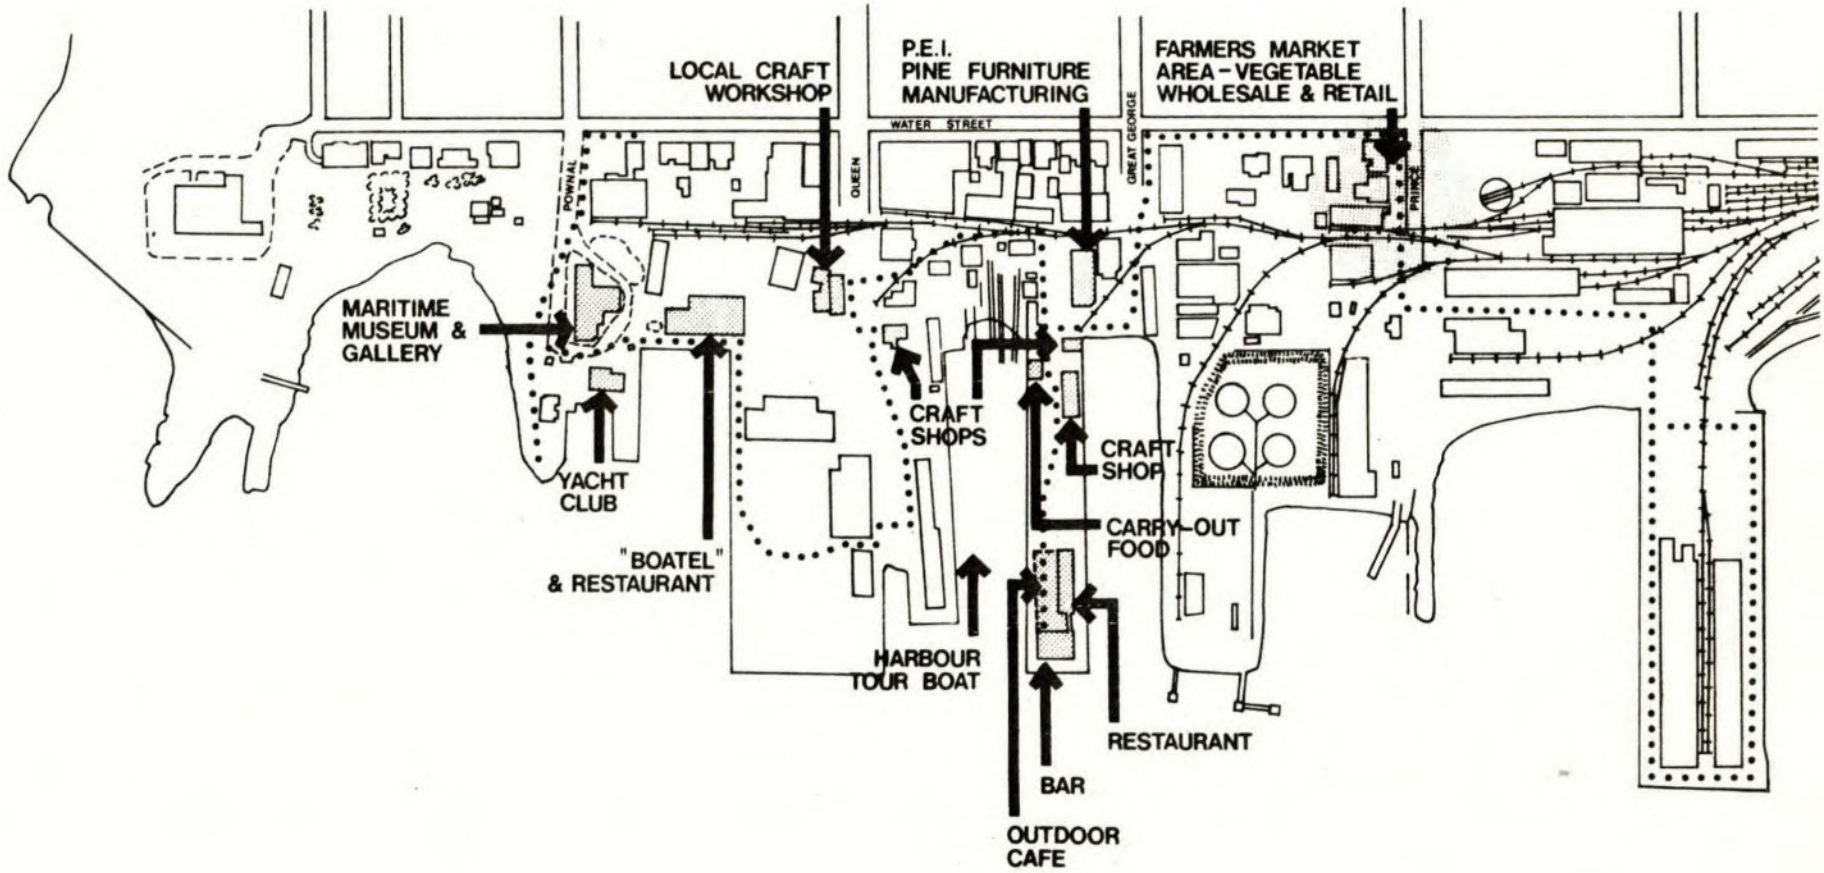 LOCAL CRAFT
WORKSHOP
P.E.I.
PINE FURNITURE
MANUFACTURING
FARMERS MARKET
AREA-VEGETABLE
WHOLESALE & RETAIL
WATER STREET
POWNAL
QUEEN
GREAT GEORGE
PRINCE
MARITIME
MUSEUM &
GALLERY
YACHT
CLUB
"BOATEL"
& RESTAURANT
CRAFT
SHOPS
CRAFT
SHOP
CARRY-OUT
FOOD
HARBOUR
TOUR BOAT
RESTAURANT
BAR
OUTDOOR
CAFE